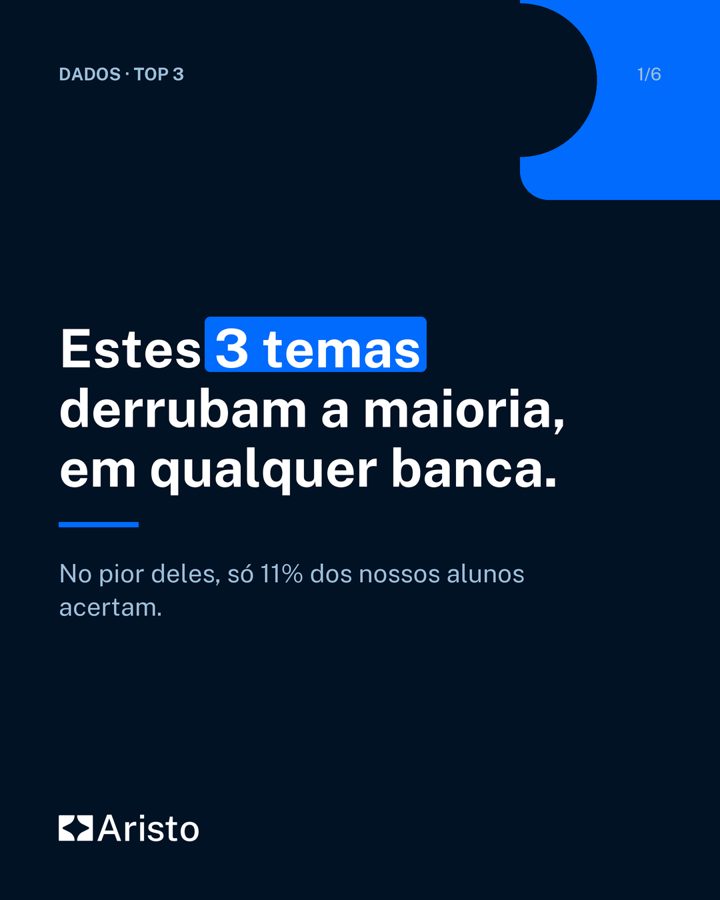 DADOS · TOP 3
1/6
Estes 3 temas
derrubam a maioria,
em qualquer banca.
No pior deles, só 11% dos nossos alunos
acertam.
Aristo